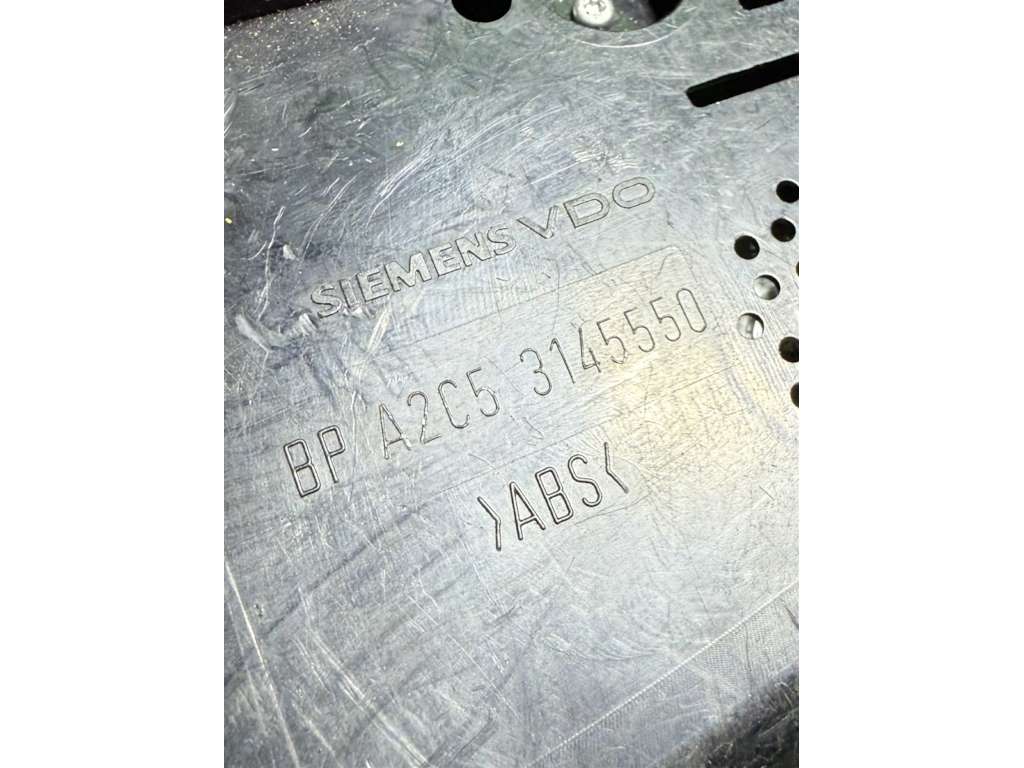 SIEMENS VDO
BP A2C5 3145550
>ABS<